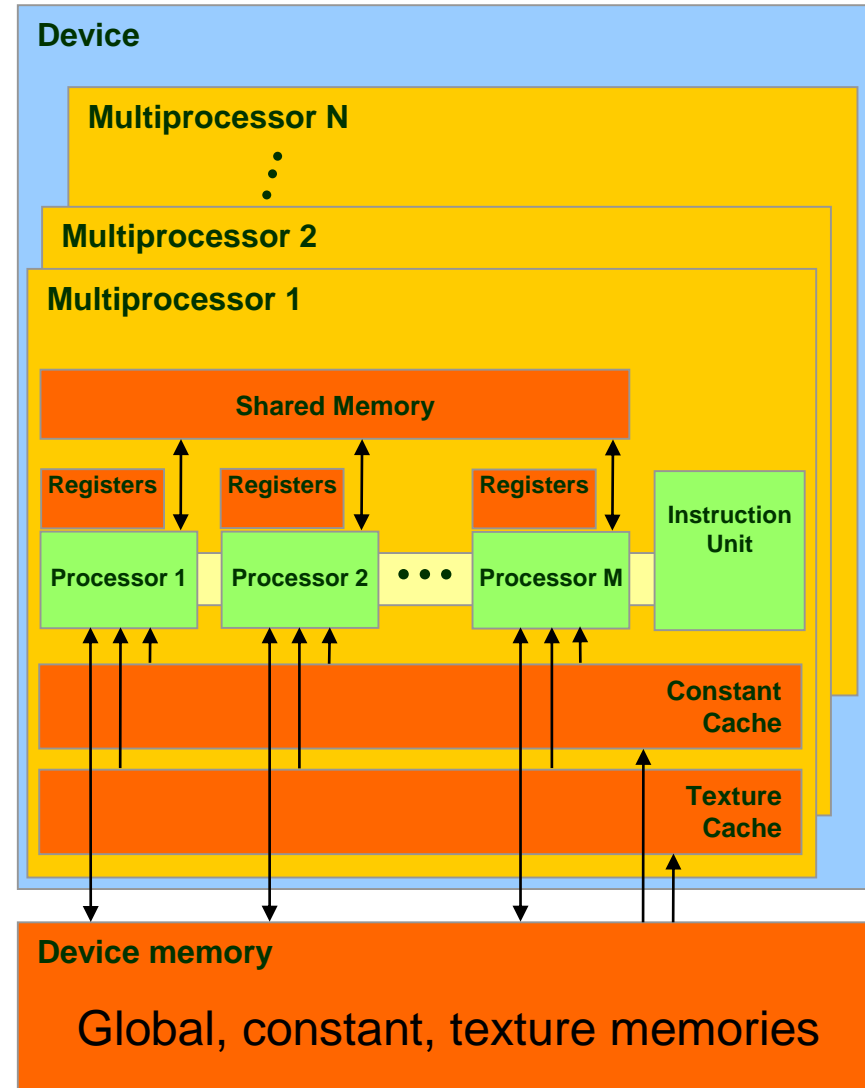 Device
Multiprocessor N
Multiprocessor 2
Multiprocessor 1
Shared Memory
Registers
Registers
Registers
Instruction
Unit
Processor 1
Processor 2
Processor M
Constant
Cache
Texture
Cache
Device memory
Global, constant, texture memories